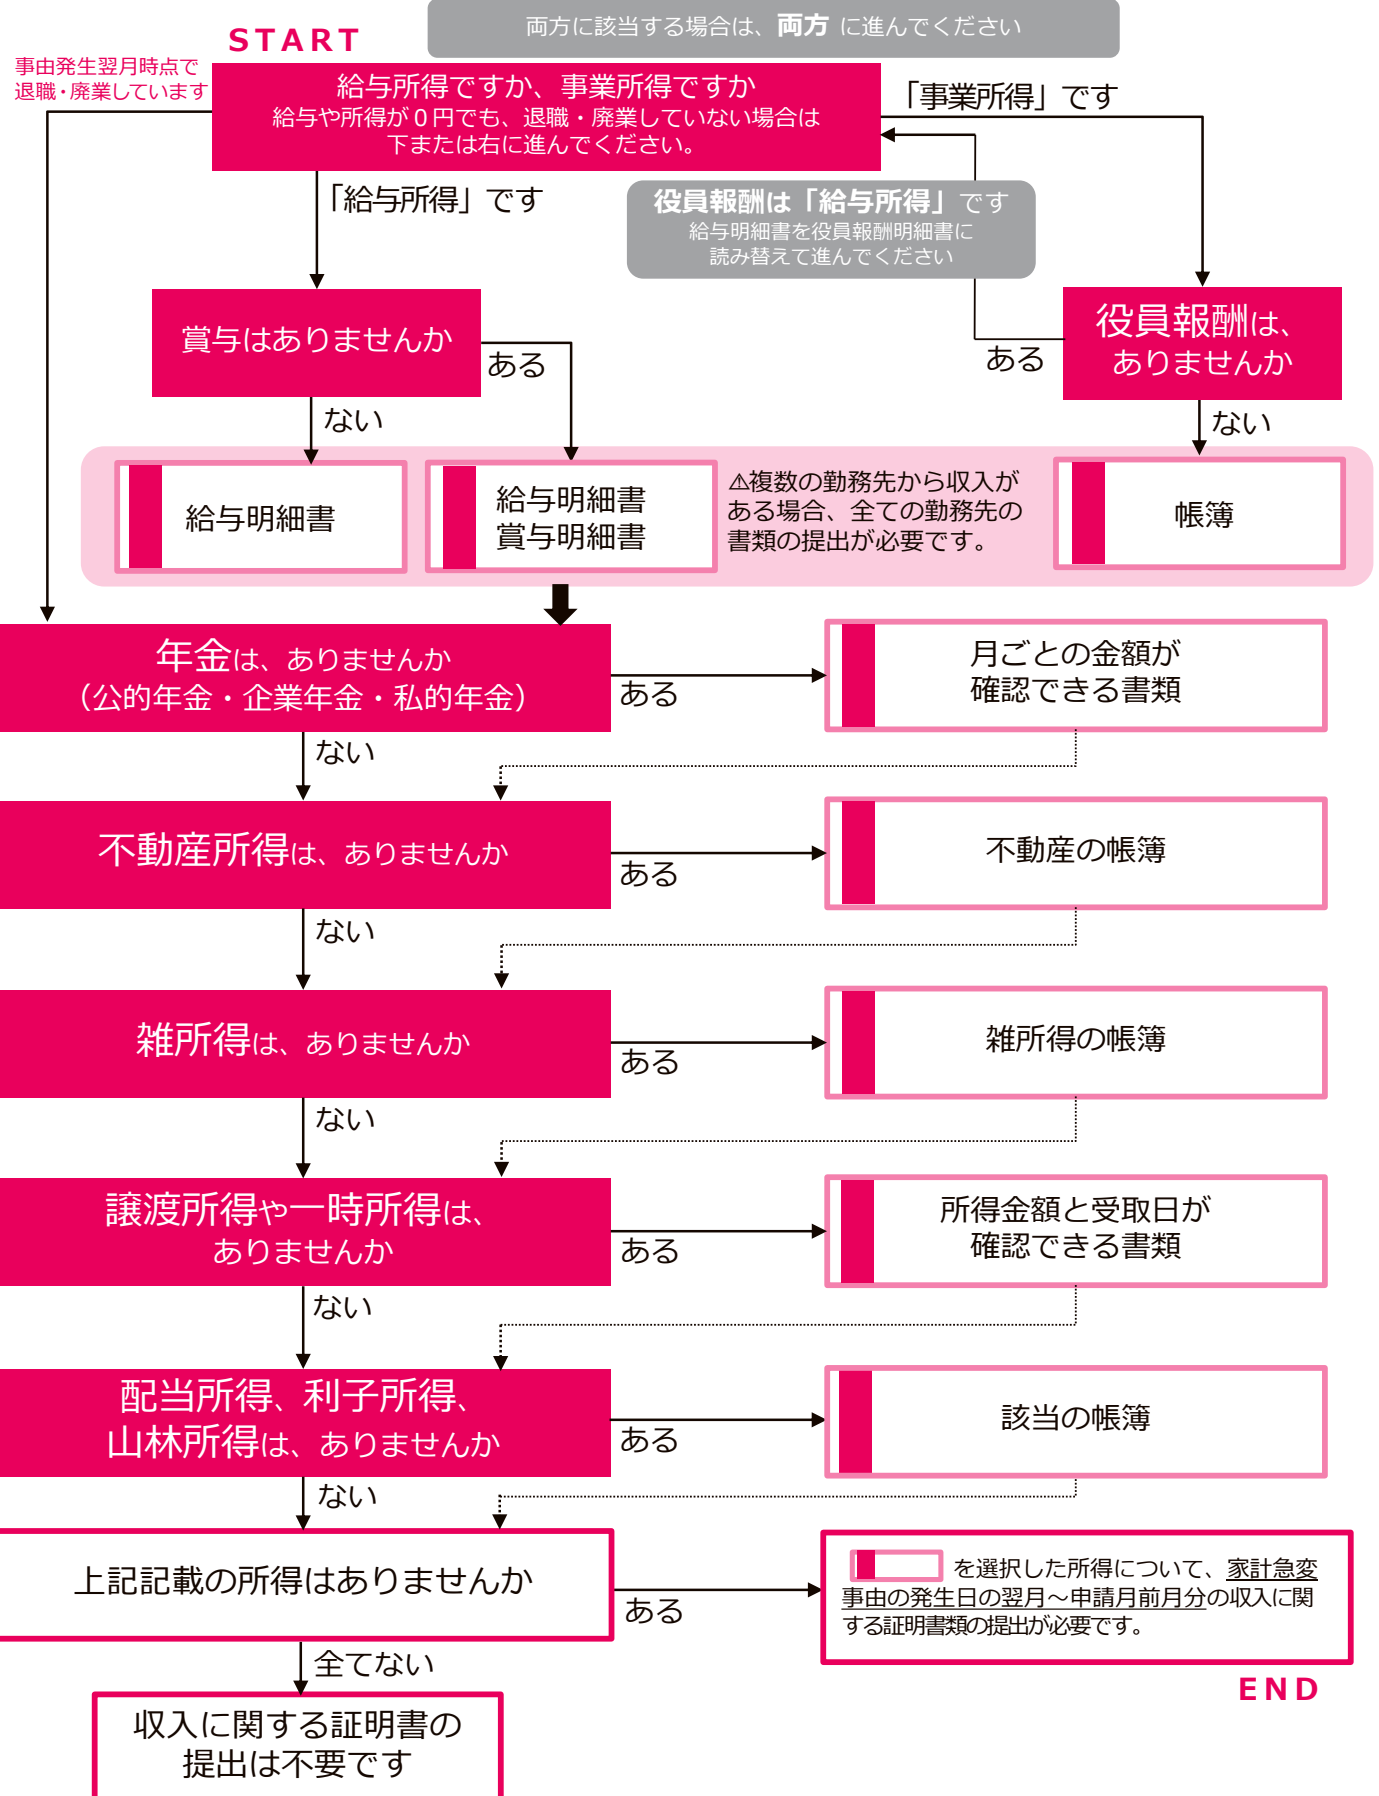 両方に該当する場合は、両方 に進んでください
START
事由発生翌月時点で
退職・廃業しています
給与所得ですか、事業所得ですか
給与や所得が０円でも、退職・廃業していない場合は
下または右に進んでください。
「事業所得」です
「給与所得」です
役員報酬は「給与所得」です
給与明細書を役員報酬明細書に
読み替えて進んでください
賞与はありませんか
ある
ない
役員報酬は、
ありませんか
ある
ない
給与明細書
給与明細書
賞与明細書
⚠複数の勤務先から収入が
ある場合、全ての勤務先の
書類の提出が必要です。
帳簿
年金は、ありませんか
（公的年金・企業年金・私的年金）
ある
月ごとの金額が
確認できる書類
ない
不動産所得は、ありませんか
ある
不動産の帳簿
ない
雑所得は、ありませんか
ある
雑所得の帳簿
ない
譲渡所得や一時所得は、
ありませんか
ある
所得金額と受取日が
確認できる書類
ない
配当所得、利子所得、
山林所得は、ありませんか
ある
該当の帳簿
ない
上記記載の所得はありませんか
ある
を選択した所得について、家計急変
事由の発生日の翌月～申請月前月分の収入に関
する証明書類の提出が必要です。
END
全てない
収入に関する証明書の
提出は不要です